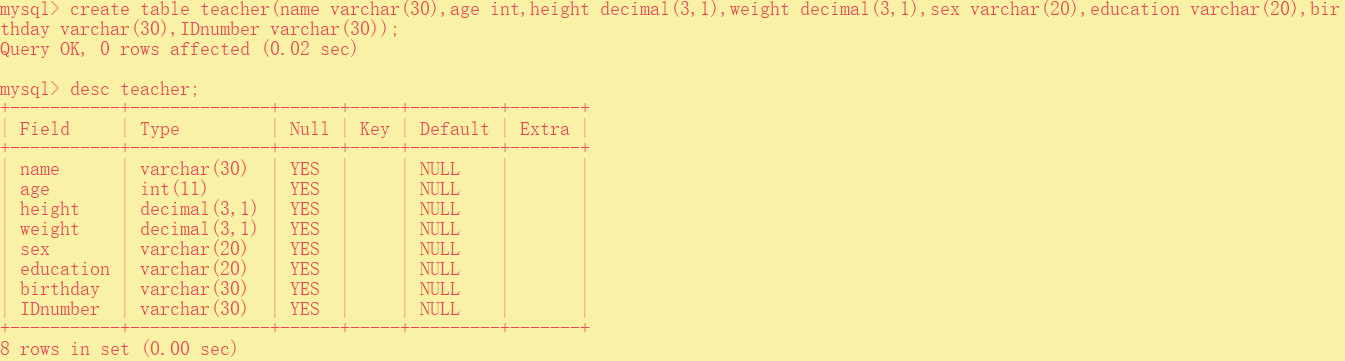 mysql> create table teacher(name varchar(30),age int,height decimal(3,1),weight decimal(3,1),sex varchar(20),education varchar(20),bir
thday varchar(30),IDnumber varchar(30));
Query OK, 0 rows affected (0.02 sec)

mysql> desc teacher;
+-----------+--------------+------+-----+---------+-------+
| Field     | Type         | Null | Key | Default | Extra |
+-----------+--------------+------+-----+---------+-------+
| name      | varchar(30)  | YES  |     | NULL    |       |
| age       | int(11)      | YES  |     | NULL    |       |
| height    | decimal(3,1) | YES  |     | NULL    |       |
| weight    | decimal(3,1) | YES  |     | NULL    |       |
| sex       | varchar(20)  | YES  |     | NULL    |       |
| education | varchar(20)  | YES  |     | NULL    |       |
| birthday  | varchar(30)  | YES  |     | NULL    |       |
| IDnumber  | varchar(30)  | YES  |     | NULL    |       |
+-----------+--------------+------+-----+---------+-------+
8 rows in set (0.00 sec)